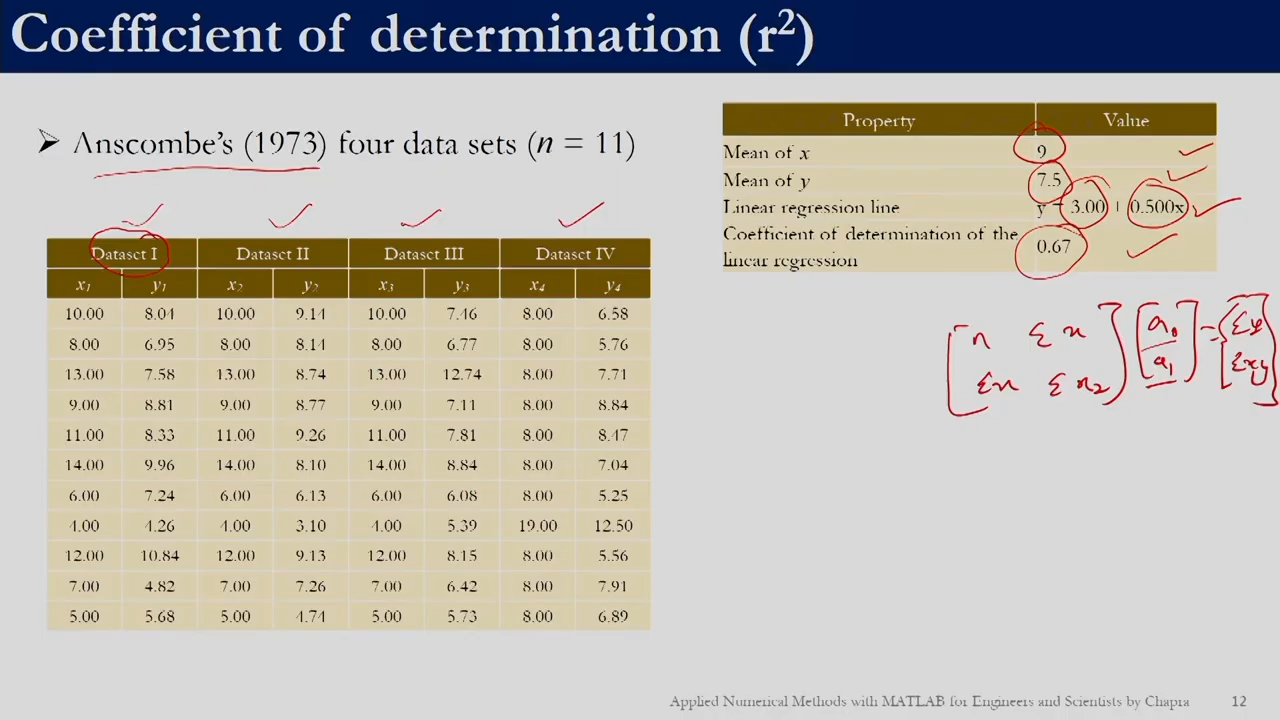 Coefficient of determination (r²)
➤ Anscombe's (1973) four data sets (n = 11)
Dataset I Dataset II Dataset III Dataset IV
x₁ y₁ x₂ y₂ x₃ y₃ x₄ y₄
10.00 8.04 10.00 9.14 10.00 7.46 8.00 6.58
8.00 6.95 8.00 8.14 8.00 6.77 8.00 5.76
13.00 7.58 13.00 8.74 13.00 12.74 8.00 7.71
9.00 8.81 9.00 8.77 9.00 7.11 8.00 8.84
11.00 8.33 11.00 9.26 11.00 7.81 8.00 8.47
14.00 9.96 14.00 8.10 14.00 8.84 8.00 7.04
6.00 7.24 6.00 6.13 6.00 6.08 8.00 5.25
4.00 4.26 4.00 3.10 4.00 5.39 19.00 12.50
12.00 10.84 12.00 9.13 12.00 8.15 8.00 5.56
7.00 4.82 7.00 7.26 7.00 6.42 8.00 7.91
5.00 5.68 5.00 4.74 5.00 5.73 8.00 6.89
Property Value
Mean of x 9
Mean of y 7.5
Linear regression line y = 3.00 + 0.500x
Coefficient of determination of the
linear regression 0.67
n Σx a₀ = Σy
Σx Σx₂ a₁ Σxy
Applied Numerical Methods with MATLAB for Engineers and Scientists by Chapra 12